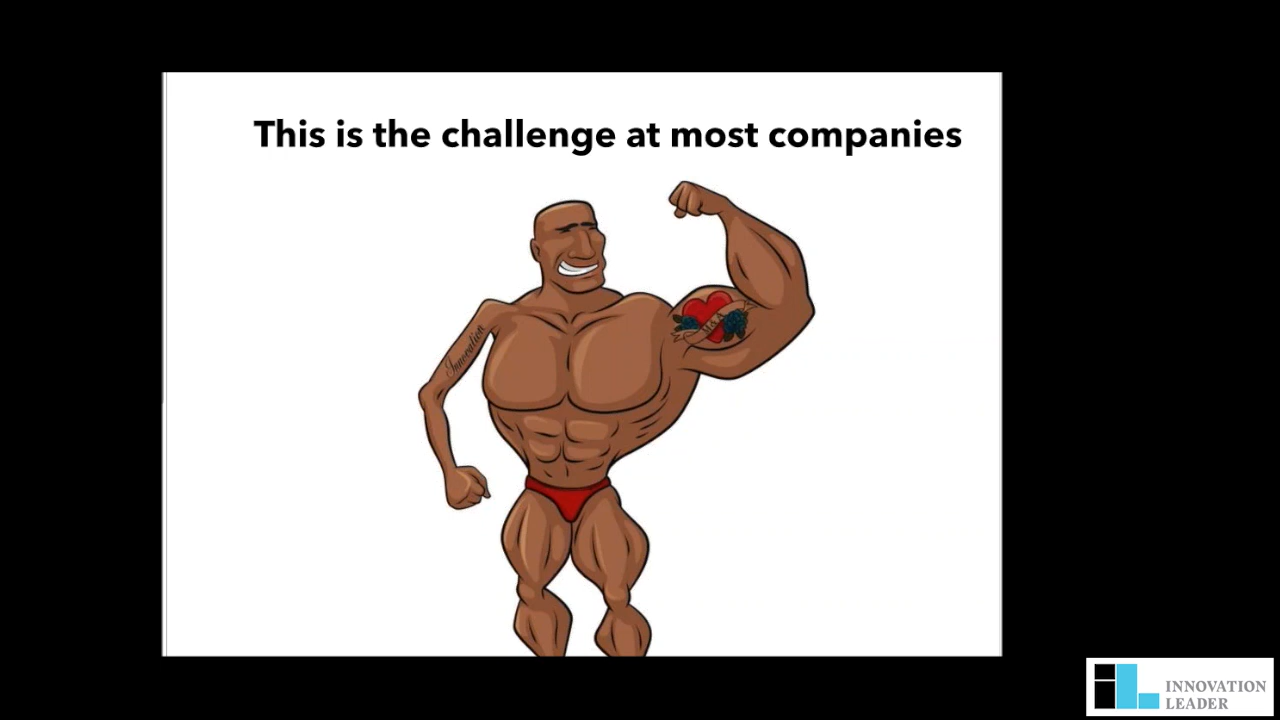 This is the challenge at most companies
Innovation
M&A
INNOVATION
LEADER